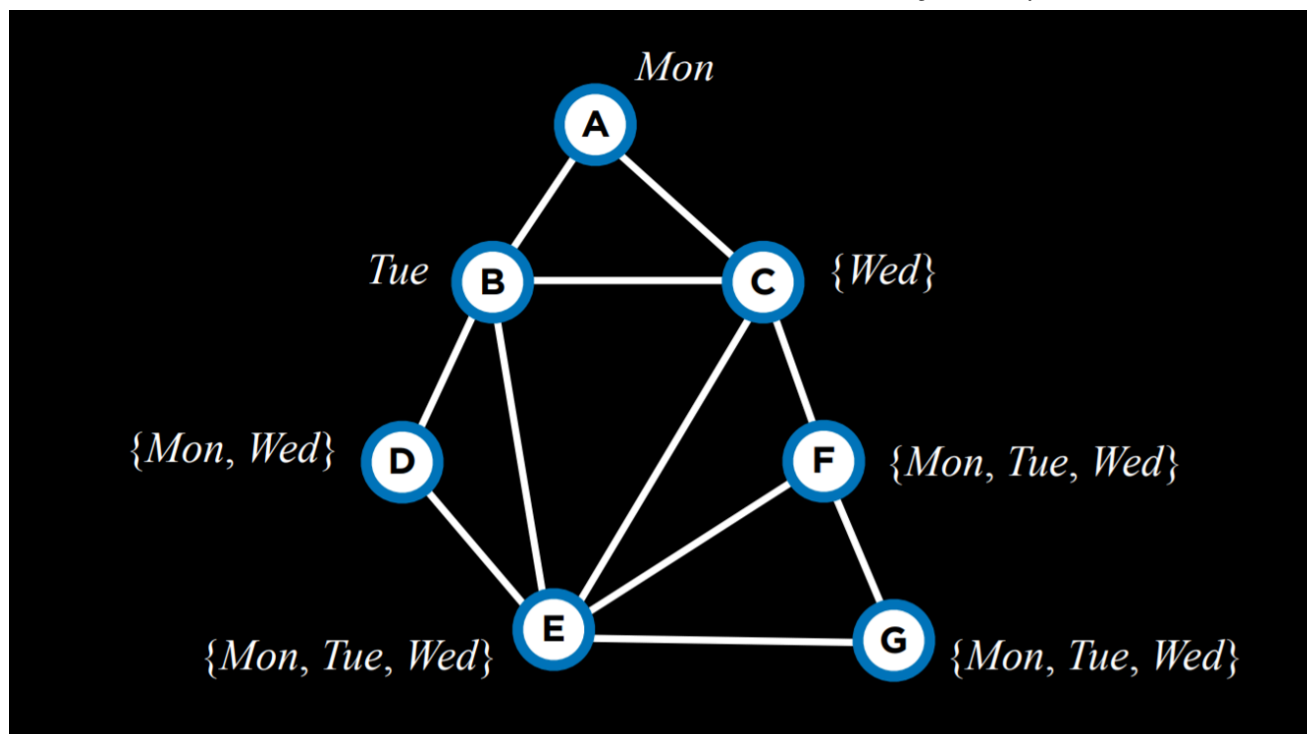 Mon
A
Tue
B
C
{Wed}
{Mon, Wed}
D
F
{Mon, Tue, Wed}
E
{Mon, Tue, Wed}
G
{Mon, Tue, Wed}